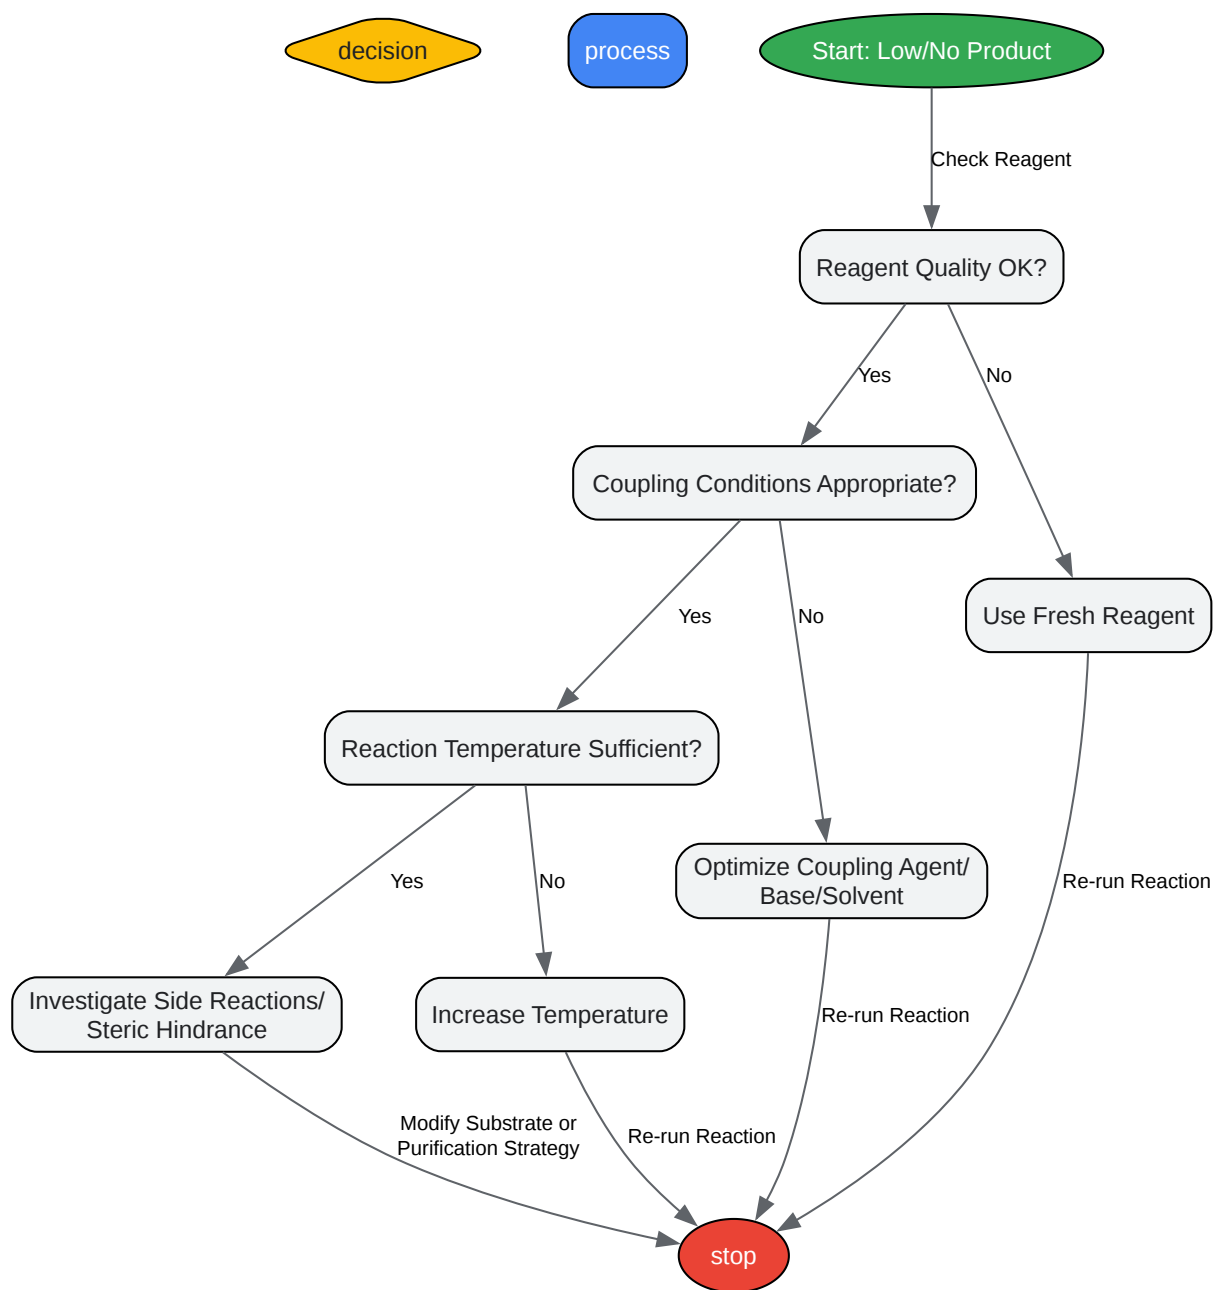 decision
process
Start: Low/No Product
Check Reagent
Reagent Quality OK?
Yes
No
Coupling Conditions Appropriate?
Yes
No
Use Fresh Reagent
Reaction Temperature Sufficient?
Yes
No
Optimize Coupling Agent/
Base/Solvent
Re-run Reaction
Investigate Side Reactions/
Steric Hindrance
Increase Temperature
Re-run Reaction
Modify Substrate or
Purification Strategy
Re-run Reaction
stop